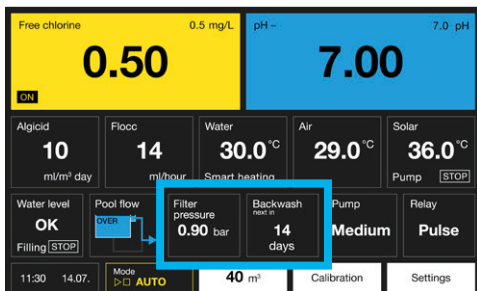 Free chlorine 0.5 mg/L
0.50
ON
pH – 7.0 pH
7.00
Algicid
10
ml/m³ day
Flocc
14
ml/hour
Water
30.0°C
Smart heating
Air
29.0°C
Solar
36.0°C
Pump STOP
Water level
OK
Filling STOP
Pool flow
OVER
Filter
pressure
0.90 bar
Backwash
next in
14
days
Pump
Medium
Relay
Pulse
11:30 14.07.
Mode
AUTO
40 m³
Calibration
Settings